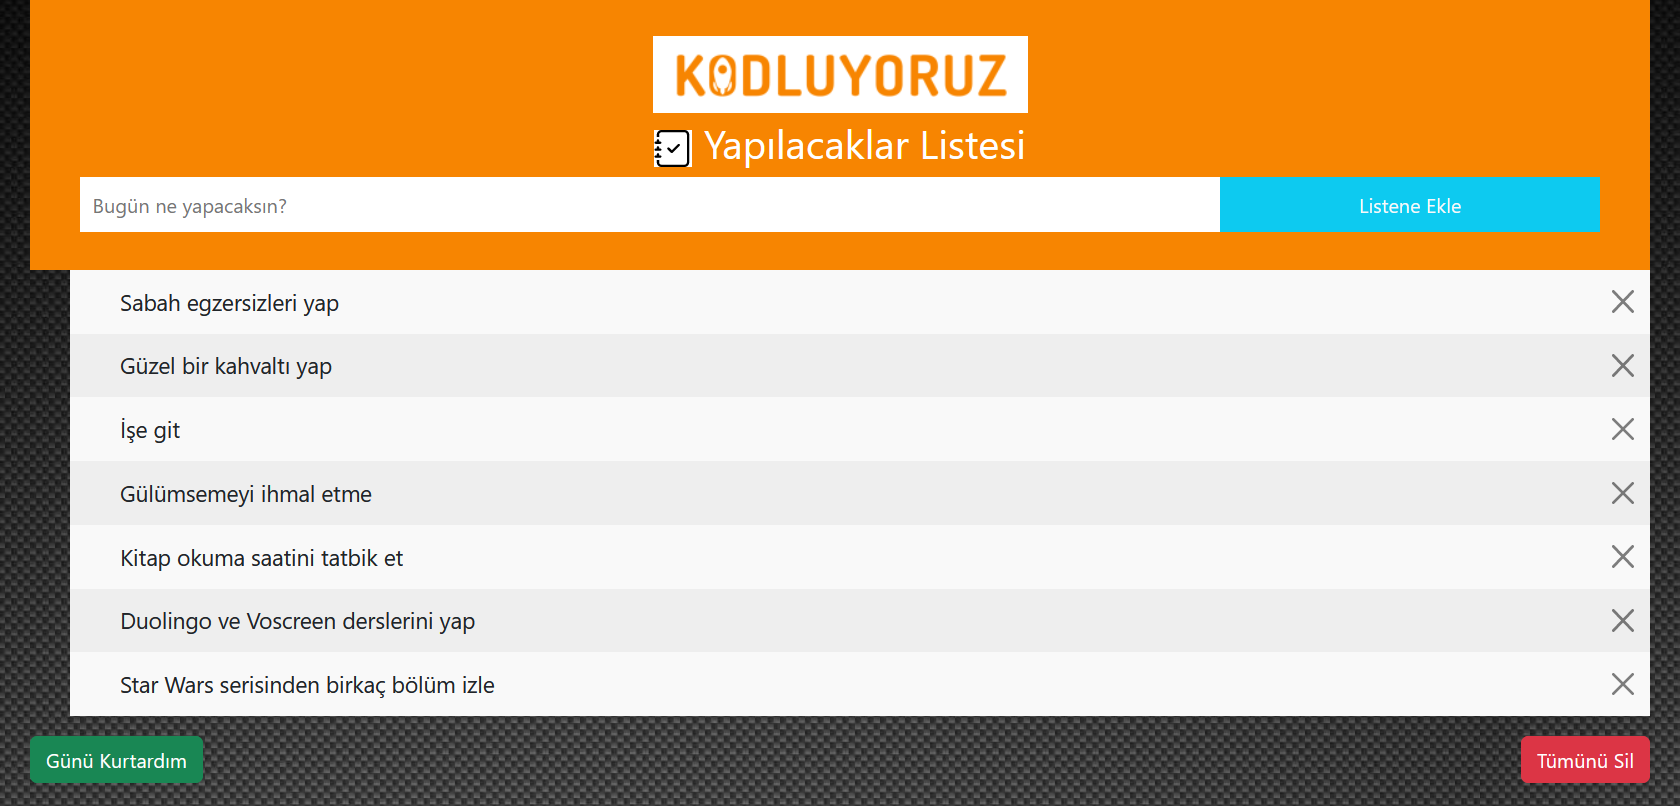 KODLUYORUZ
Yapılacaklar Listesi
Bugün ne yapacaksın?
Listene Ekle
Sabah egzersizleri yap
Güzel bir kahvaltı yap
İşe git
Gülümsemeyi ihmal etme
Kitap okuma saatini tatbik et
Duolingo ve Voscreen derslerini yap
Star Wars serisinden birkaç bölüm izle
Günü Kurtardım
Tümünü Sil